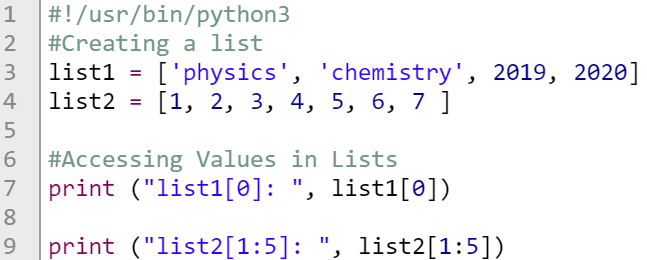 1 #!/usr/bin/python3
2 #Creating a list
3 list1 = ['physics', 'chemistry', 2019, 2020]
4 list2 = [1, 2, 3, 4, 5, 6, 7 ]
5
6 #Accessing Values in Lists
7 print ("list1[0]: ", list1[0])
8
9 print ("list2[1:5]: ", list2[1:5])